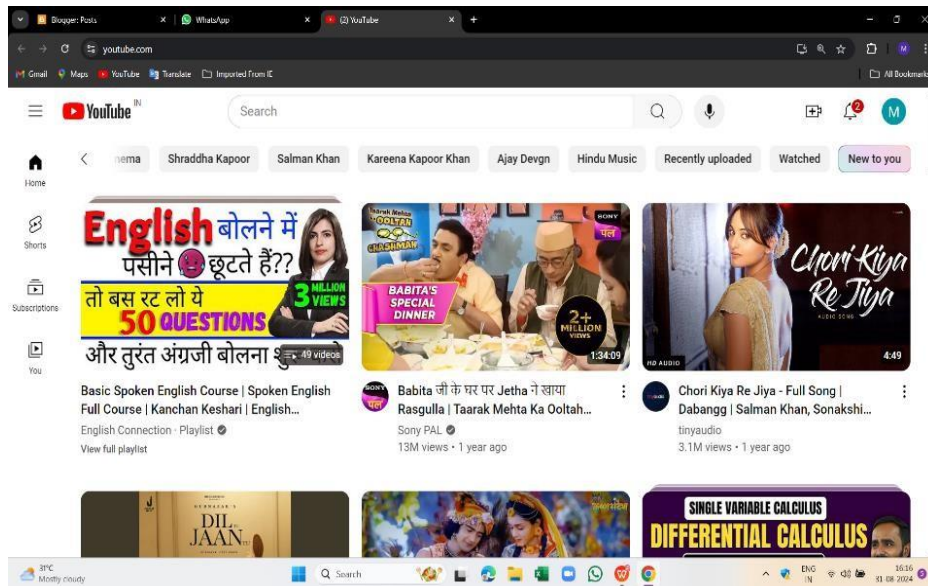 Blogger: Posts
WhatsApp
(2) YouTube
youtube.com
M
Gmail
Maps
YouTube
Translate
Imported From IE
All Bookmarks
YouTube IN
Search
2
M
Shraddha Kapoor
Salman Khan
Kareena Kapoor Khan
Ajay Devgn
Hindu Music
Recently uploaded
Watched
New to you
Home
Shorts
Subscriptions
You
English बोलने में
पसीने छूटते हैं??
तो बस रट लो ये
50 QUESTIONS
3 MILLION
VIEWS
और तुरंत अंग्रजी बोलना
49 videos
Basic Spoken English Course | Spoken English
Full Course | Kanchan Keshari | English...
English Connection · Playlist
View full playlist
SONY
पल
BABITA'S
SPECIAL
DINNER
2+
MILLION
VIEWS
1:34:09
SONY
पल
Babita जी के घर पर Jetha ने खाया
Rasgulla | Taarak Mehta Ka Ooltah...
Sony PAL
13M views • 1 year ago
Chori Kiya
Re Jiya
AUDIO SONG
HD AUDIO
4:49
Chori Kiya Re Jiya - Full Song |
Dabangg | Salman Khan, Sonakshi...
tinyaudio
3.1M views • 1 year ago
DIL
JAAN
SINGLE VARIABLE CALCULUS
DIFFERENTIAL CALCULUS
31°C
Mostly cloudy
Search
ENG
IN
16:16
31-08-2024